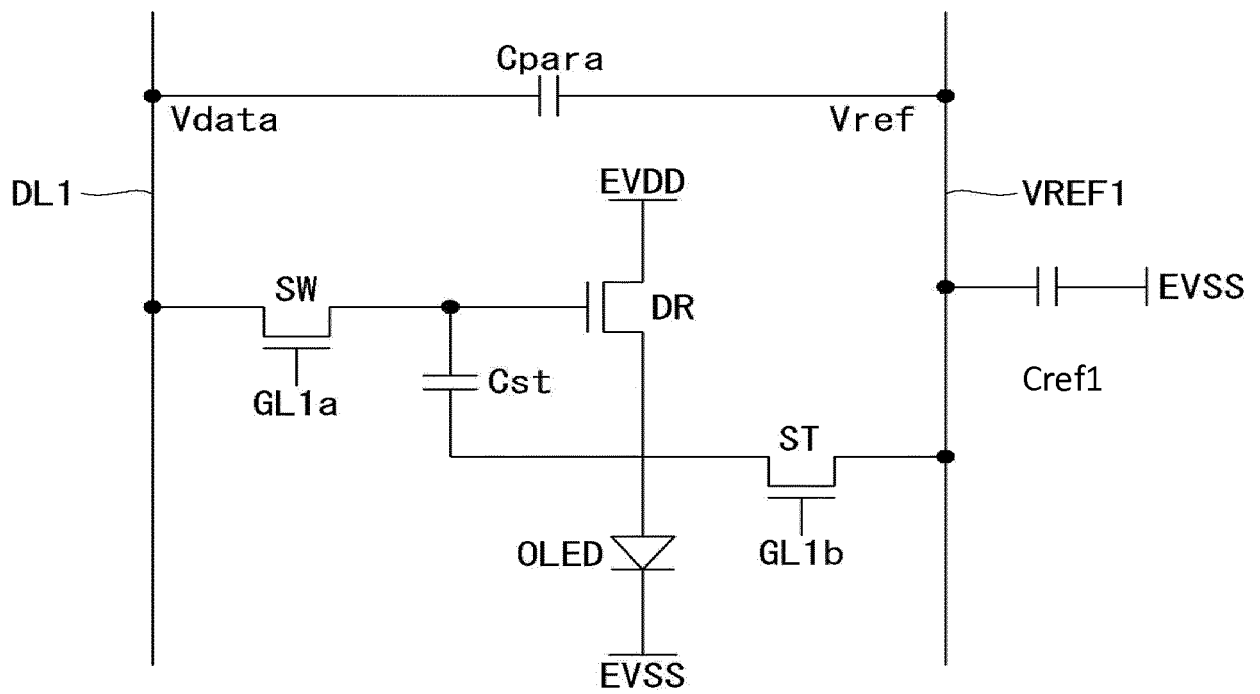 Cpara
Vdata
Vref
DL1
EVDD
VREF1
SW
DR
EVSS
GL1a
Cst
Cref1
ST
OLED
GL1b
EVSS